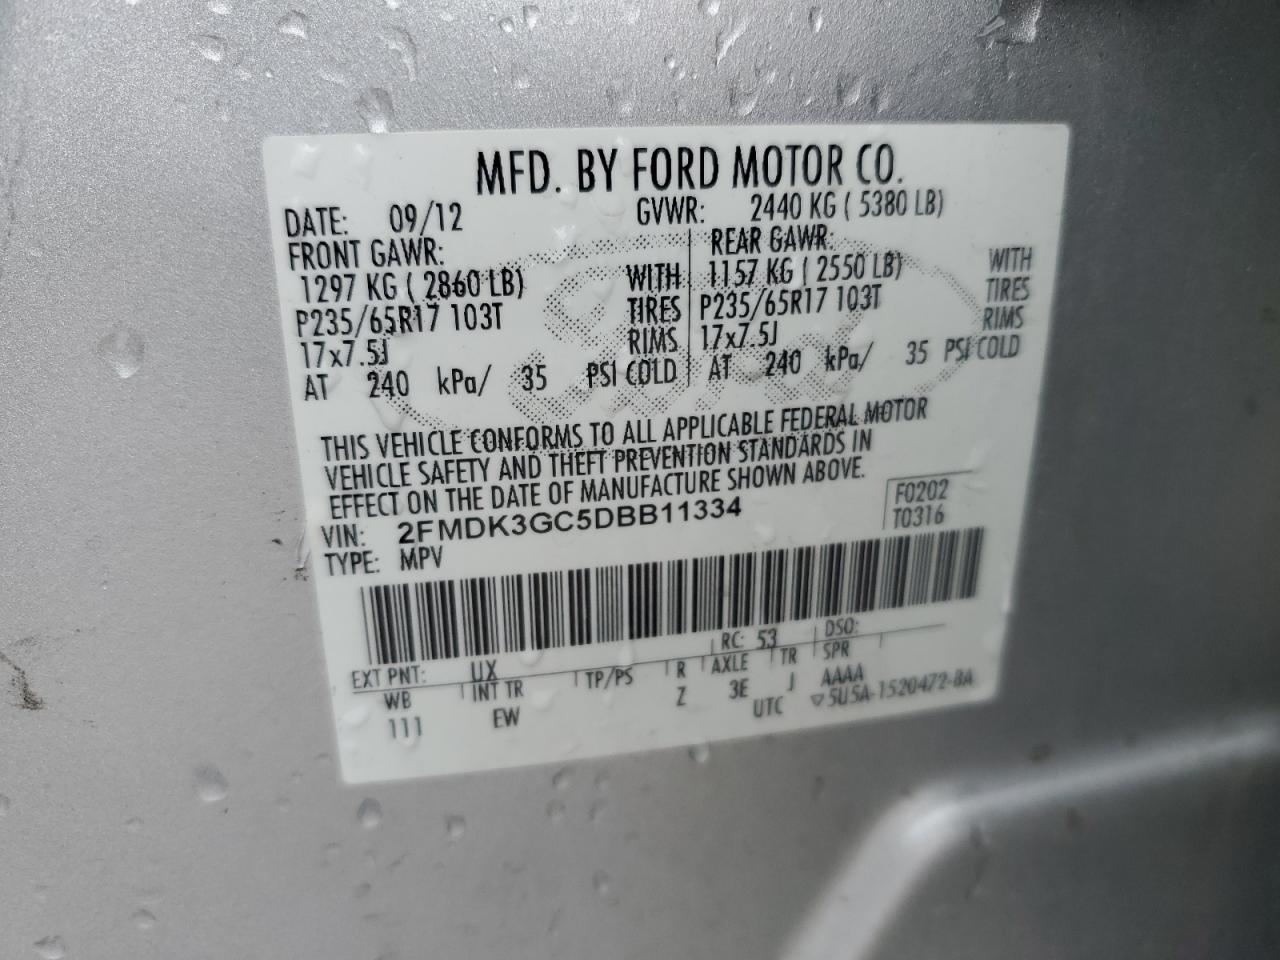 MFD. BY FORD MOTOR CO.
DATE: 09/12 GVWR: 2440 KG ( 5380 LB)
FRONT GAWR: REAR GAWR:
1297 KG ( 2860 LB) WITH 1157 KG ( 2550 LB) WITH
P235/65R17 103T TIRES P235/65R17 103T TIRES
17x7.5J RIMS 17x7.5J RIMS
AT 240 kPa/ 35 PSI COLD AT 240 kPa/ 35 PSI COLD
THIS VEHICLE CONFORMS TO ALL APPLICABLE FEDERAL MOTOR
VEHICLE SAFETY AND THEFT PREVENTION STANDARDS IN
EFFECT ON THE DATE OF MANUFACTURE SHOWN ABOVE.
VIN: 2FMDK3GC5DBB11334 F0202
TYPE: MPV T0316
EXT PNT: UX RC: 53 DSO:
WB INT TR TP/PS R AXLE TR SPR
111 EW Z 3E J AAAA
UTC ▽5U5A-1520472-BA